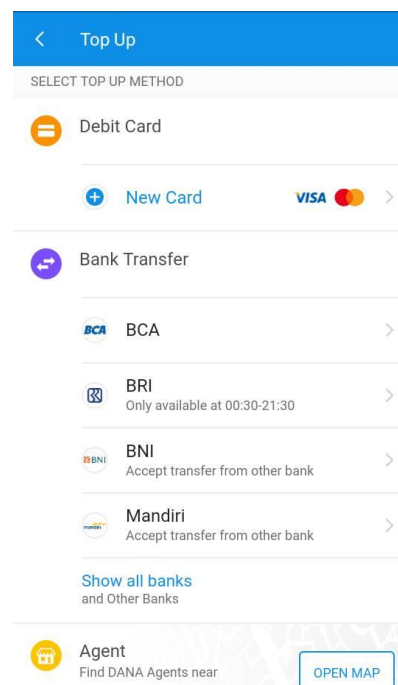 Top Up
SELECT TOP UP METHOD
Debit Card
New Card VISA
Bank Transfer
BCA BCA
BRI
Only available at 00:30-21:30
BNI BNI
Accept transfer from other bank
mandiri Mandiri
Accept transfer from other bank
Show all banks
and Other Banks
Agent
Find DANA Agents near
OPEN MAP